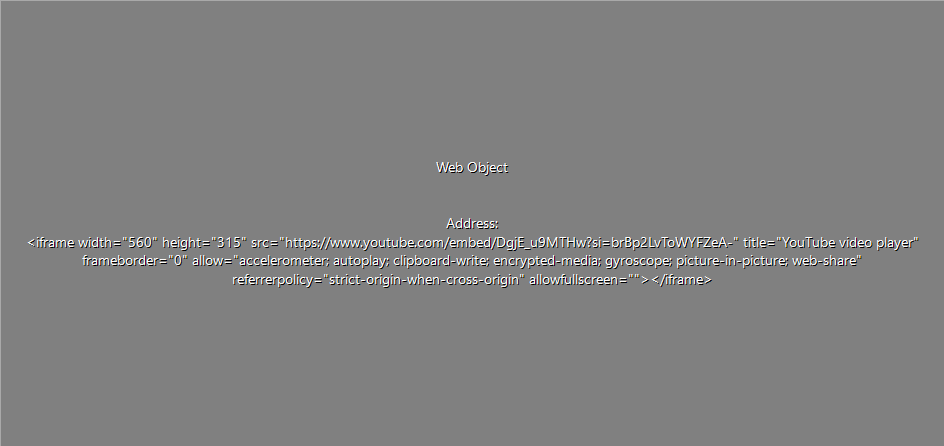 Web Object
Address:
<iframe width="560" height="315" src="https://www.youtube.com/embed/DgjE_u9MTHw?si=brBp2LvToWYFZeA-" title="YouTube video player"
frameborder="0" allow="accelerometer; autoplay; clipboard-write; encrypted-media; gyroscope; picture-in-picture; web-share"
referrerpolicy="strict-origin-when-cross-origin" allowfullscreen=""></iframe>